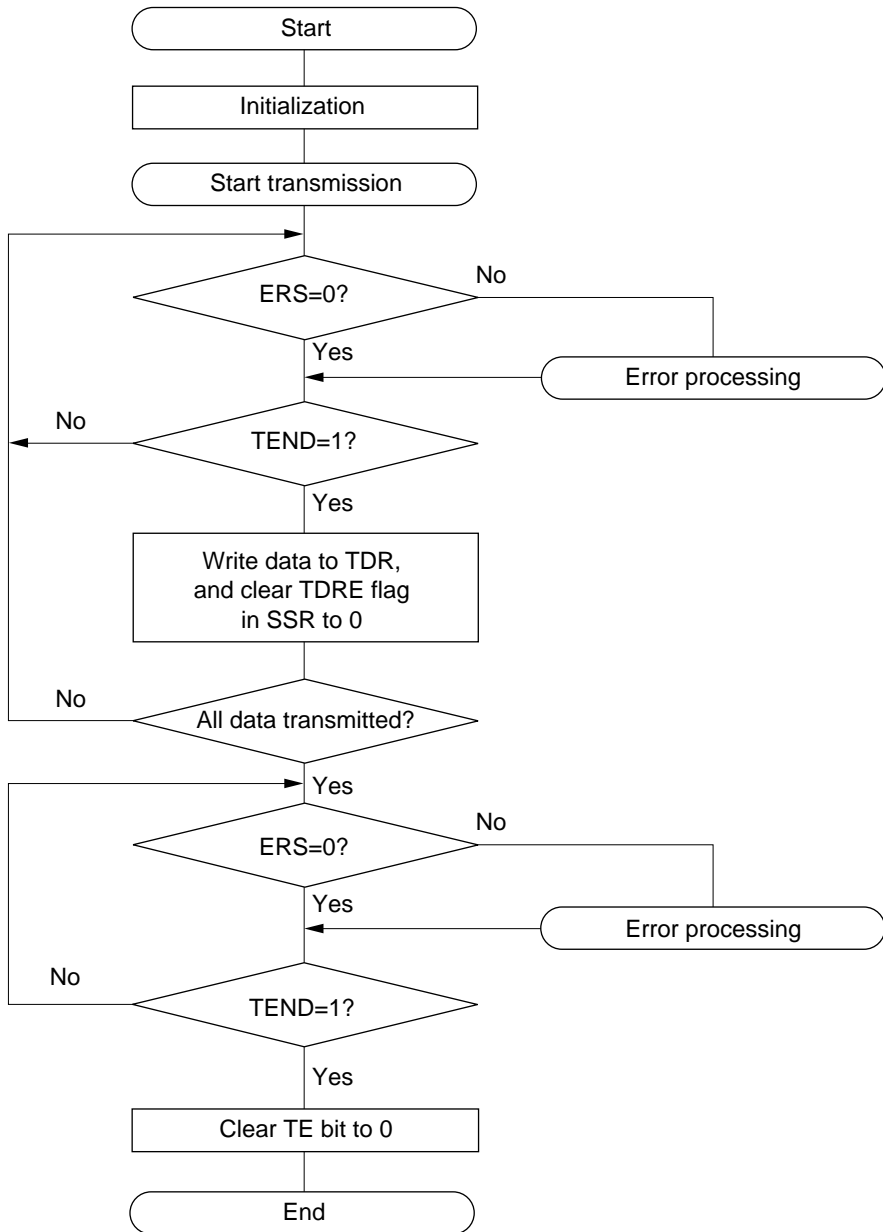 Start
Initialization
Start transmission
ERS=0?
No
Yes
Error processing
No
TEND=1?
Yes
Write data to TDR,
and clear TDRE flag
in SSR to 0
No
All data transmitted?
Yes
ERS=0?
No
Yes
Error processing
No
TEND=1?
Yes
Clear TE bit to 0
End